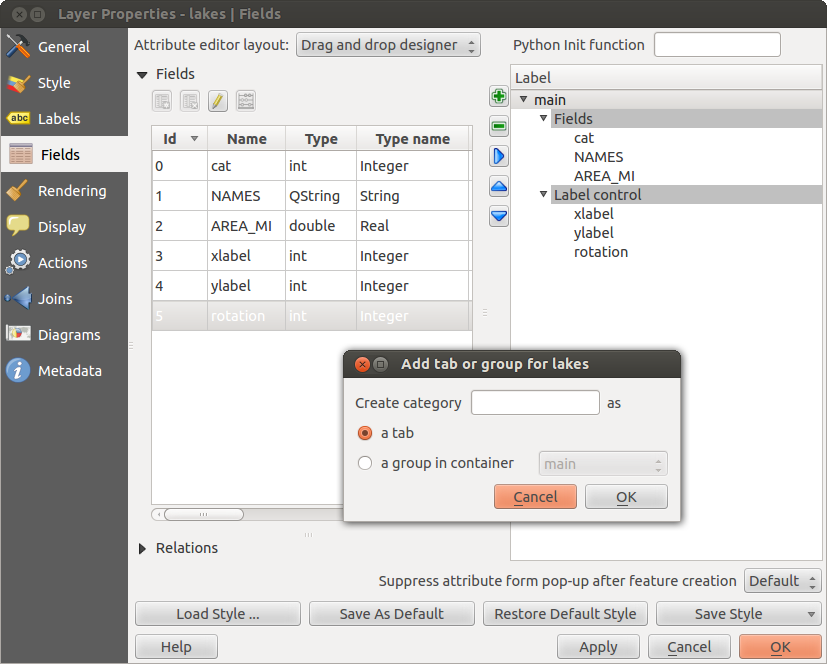 Layer Properties - lakes | Fields
General
Style
abc Labels
Fields
Rendering
Display
Actions
Joins
Diagrams
Metadata
Attribute editor layout: Drag and drop designer
Python Init function
Fields
Id Name Type Type name
0 cat int Integer
1 NAMES QString String
2 AREA_MI double Real
3 xlabel int Integer
4 ylabel int Integer
5 rotation int Integer
Label
main
Fields
cat
NAMES
AREA_MI
Label control
xlabel
ylabel
rotation
Add tab or group for lakes
Create category as
a tab
a group in container main
Cancel OK
Relations
Suppress attribute form pop-up after feature creation Default
Load Style ... Save As Default Restore Default Style Save Style
Help Apply Cancel OK